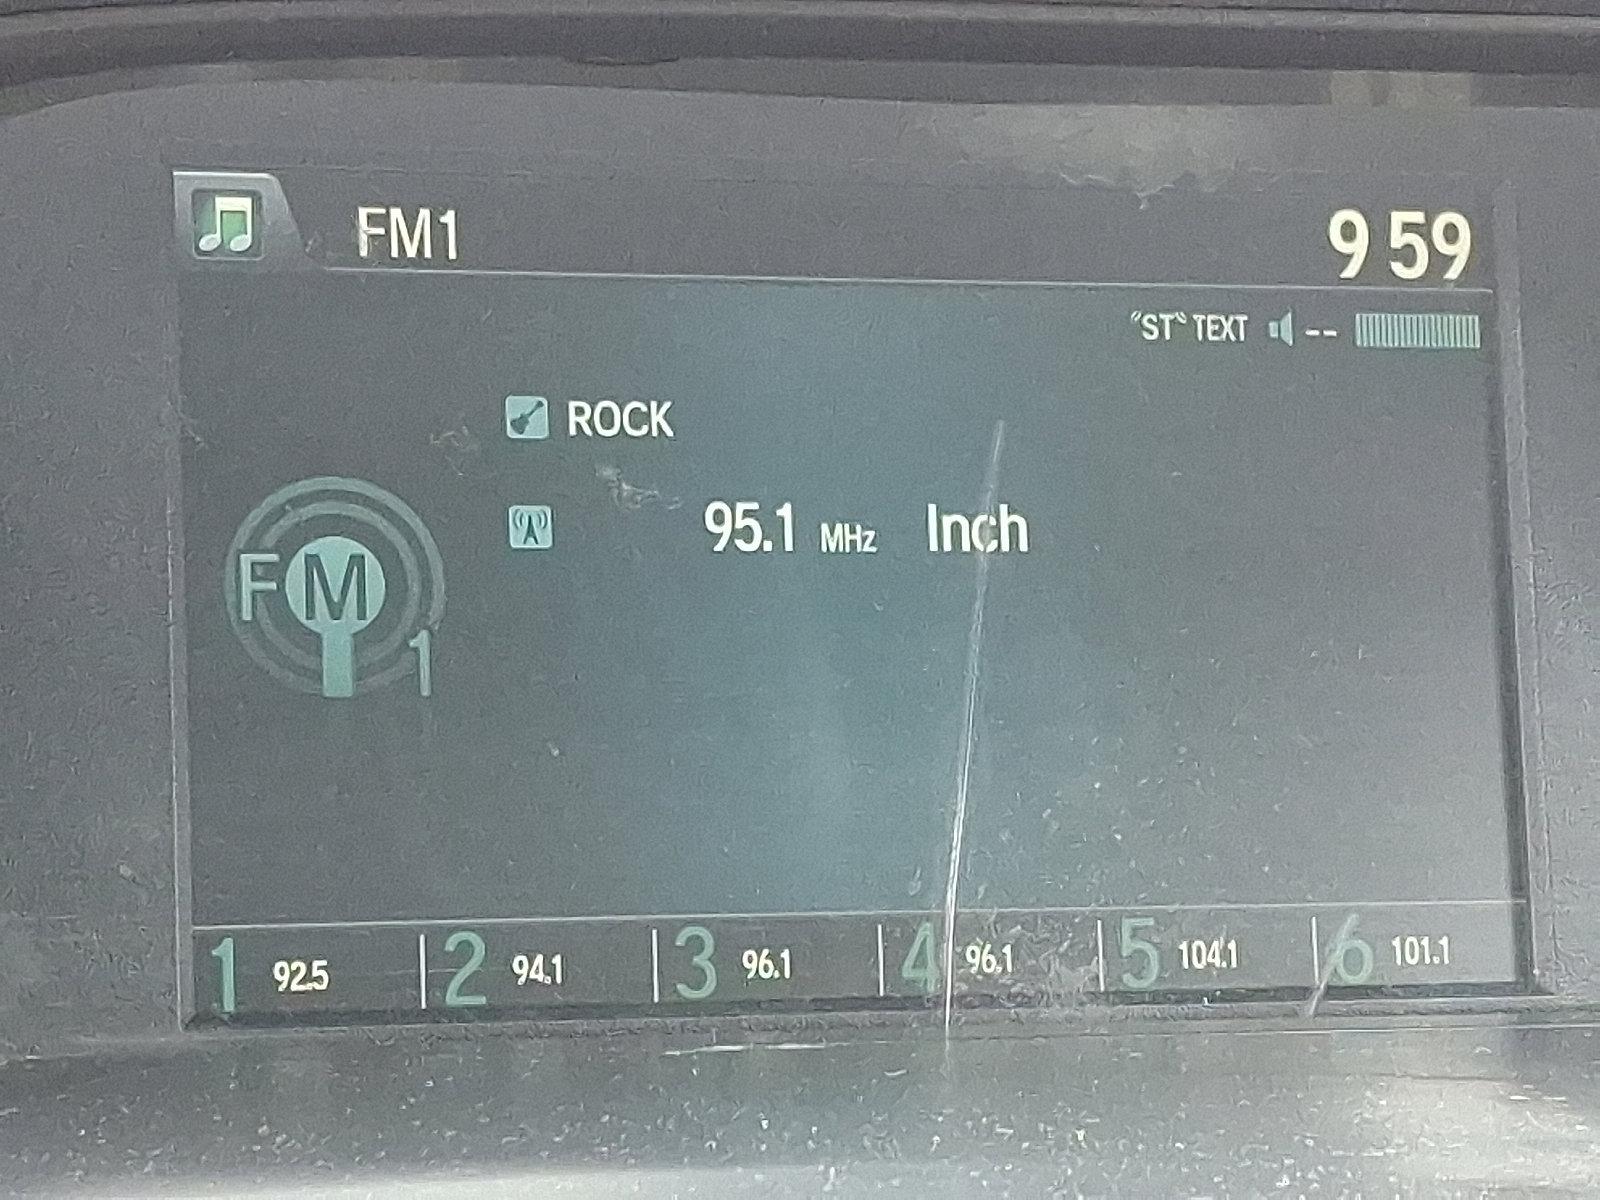 FM1 9 59
"ST" TEXT --
ROCK
95.1 MHz Inch
FM
1
1 92.5 2 94.1 3 96.1 4 96.1 5 104.1 6 101.1